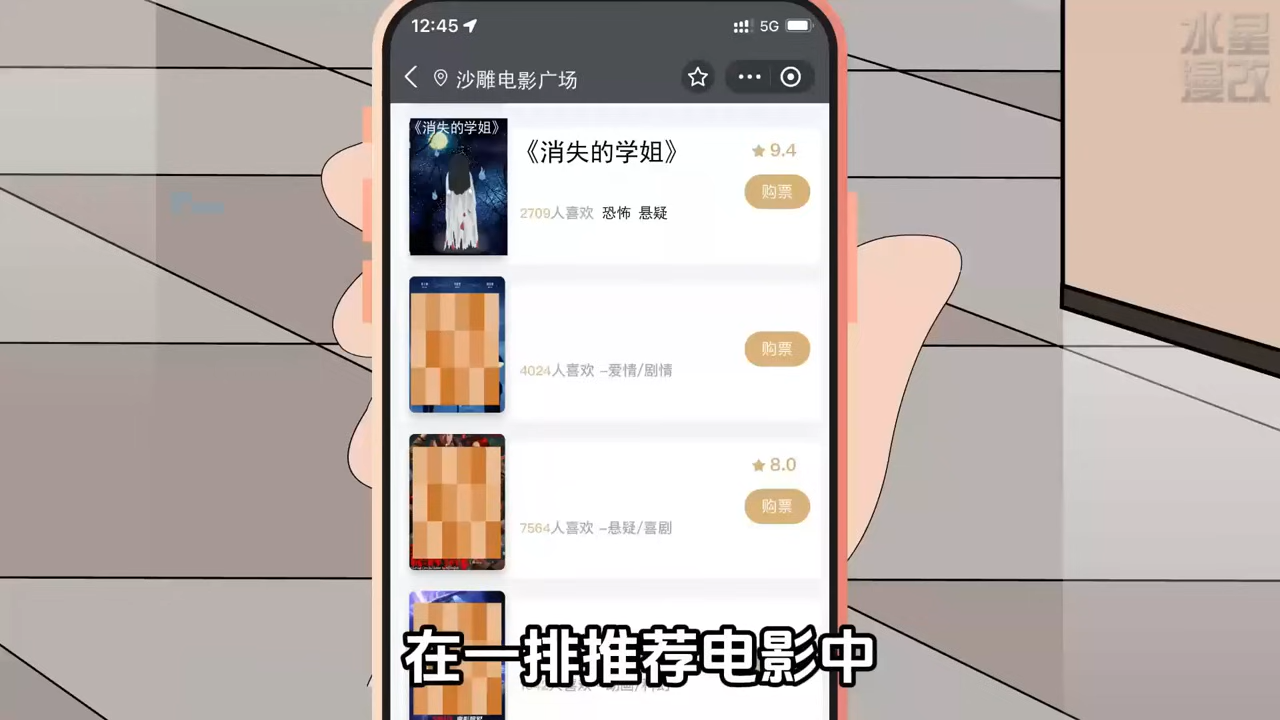 12:45
5G
水星
漫改
沙雕电影广场
《消失的学姐》
《消失的学姐》
9.4
购票
2709人喜欢 恐怖 悬疑
购票
4024人喜欢 -爱情/剧情
8.0
购票
7564人喜欢 -悬疑/喜剧
在一排推荐电影中